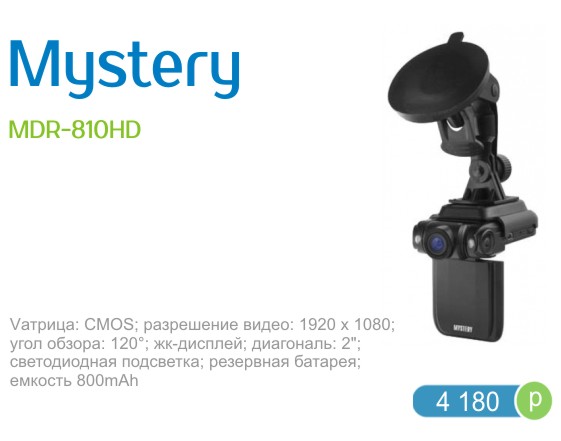 Mystery
MDR-810HD
Vатрица: CMOS; разрешение видео: 1920 x 1080;
угол обзора: 120°; жк-дисплей; диагональ: 2";
светодиодная подсветка; резервная батарея;
емкость 800mAh
MYSTERY
4 180 р